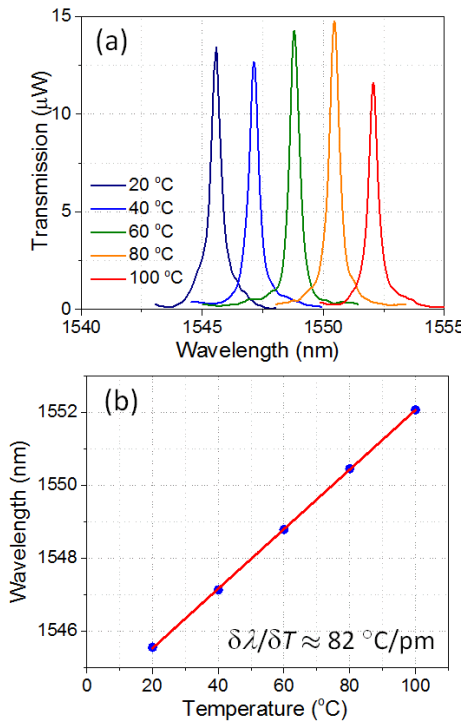 (a)
Transmission (μW)
15
10
5
0
20 °C
40 °C
60 °C
80 °C
100 °C
1540 1545 1550 1555
Wavelength (nm)
(b)
Wavelength (nm)
1552
1550
1548
1546
δλ/δT ≈ 82 °C/pm
0 20 40 60 80 100
Temperature (°C)